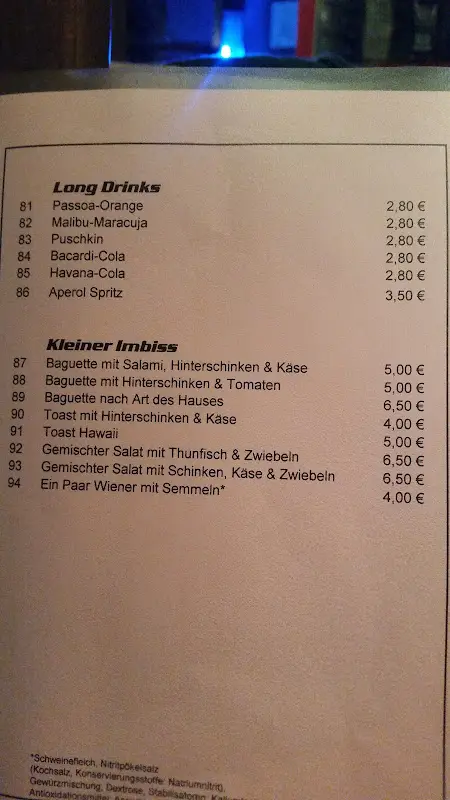 Long Drinks
81 Passoa-Orange 2,80 €
82 Malibu-Maracuja 2,80 €
83 Puschkin 2,80 €
84 Bacardi-Cola 2,80 €
85 Havana-Cola 2,80 €
86 Aperol Spritz 3,50 €
Kleiner Imbiss
87 Baguette mit Salami, Hinterschinken & Käse 5,00 €
88 Baguette mit Hinterschinken & Tomaten 5,00 €
89 Baguette nach Art des Hauses 6,50 €
90 Toast mit Hinterschinken & Käse 4,00 €
91 Toast Hawaii 5,00 €
92 Gemischter Salat mit Thunfisch & Zwiebeln 6,50 €
93 Gemischter Salat mit Schinken, Käse & Zwiebeln 6,50 €
94 Ein Paar Wiener mit Semmeln* 4,00 €
*Schweinefleich, Nitritpökelsalz
(Kochsalz, Konservierungsstoffe: Natriumnitrit),
Gewürzmischung, Dextrose,